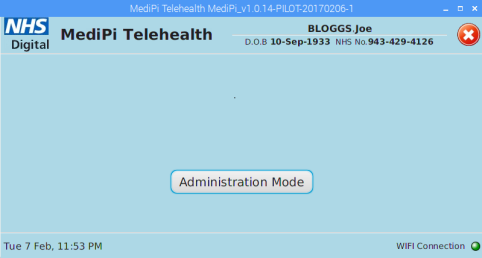 MediPi Telehealth MediPi_v1.0.14-PILOT-20170206-1
NHS
Digital
MediPi Telehealth
BLOGGS.Joe
D.O.B 10-Sep-1933 NHS No.943-429-4126
Administration Mode
Tue 7 Feb, 11:53 PM
WIFI Connection